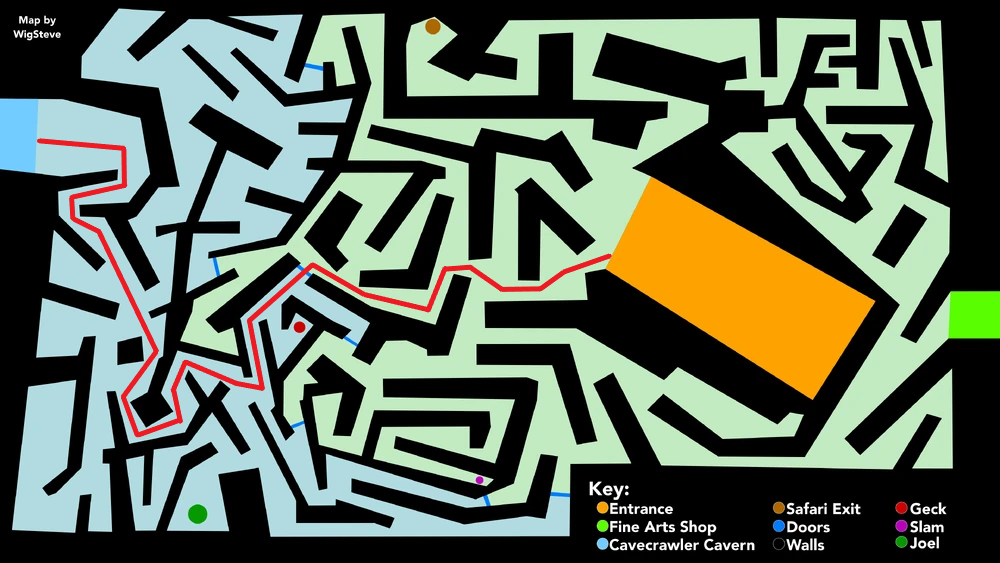 Map by
WigSteve
Key:
Entrance
Safari Exit
Geck
Fine Arts Shop
Doors
Slam
Cavecrawler Cavern
Walls
Joel